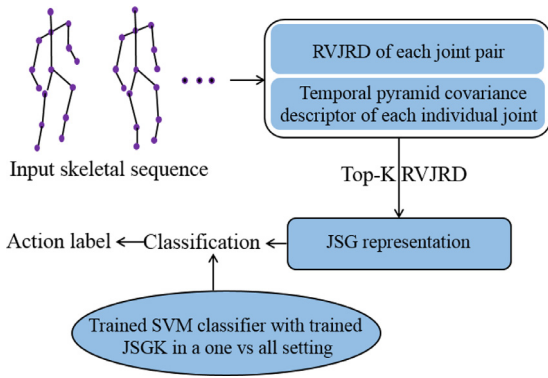 RVJRD of each joint pair
Temporal pyramid covariance
descriptor of each individual joint
Input skeletal sequence
Top-K RVJRD
Action label
Classification
JSG representation
Trained SVM classifier with trained
JSGK in a one vs all setting